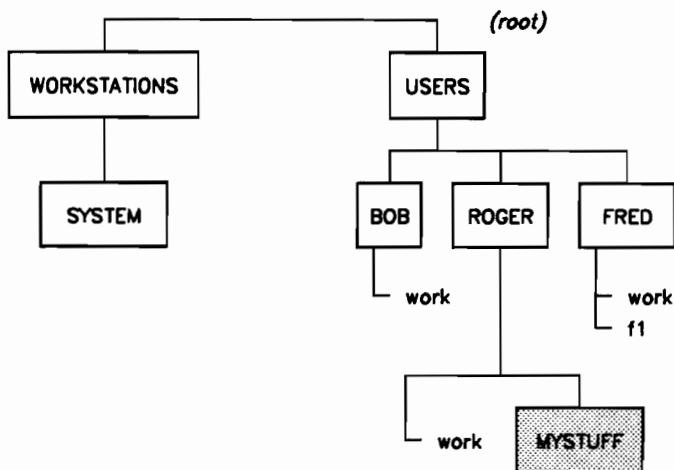 (root)
WORKSTATIONS
USERS
SYSTEM
BOB
ROGER
FRED
work
work
f1
work
MYSTUFF